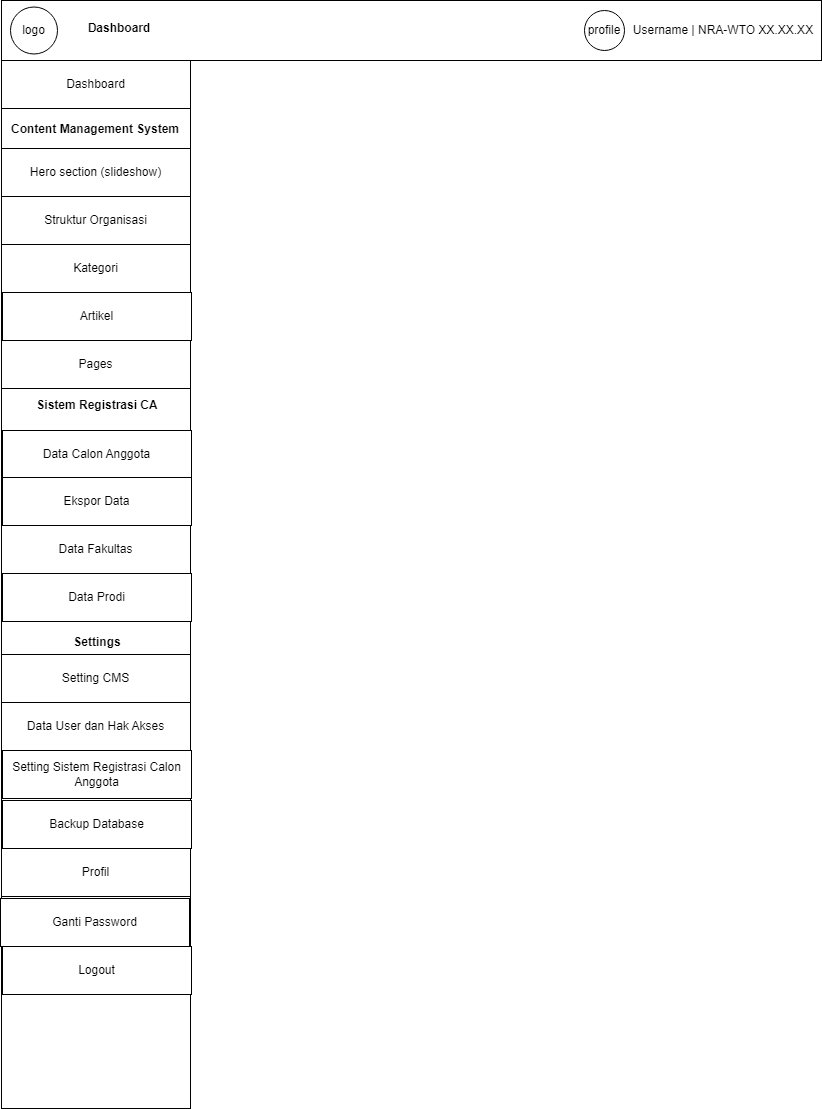 logo
Dashboard
profile
Username | NRA-WTO XX.XX.XX
Dashboard
Content Management System
Hero section (slideshow)
Struktur Organisasi
Kategori
Artikel
Pages
Sistem Registrasi CA
Data Calon Anggota
Ekspor Data
Data Fakultas
Data Prodi
Settings
Setting CMS
Data User dan Hak Akses
Setting Sistem Registrasi Calon
Anggota
Backup Database
Profil
Ganti Password
Logout